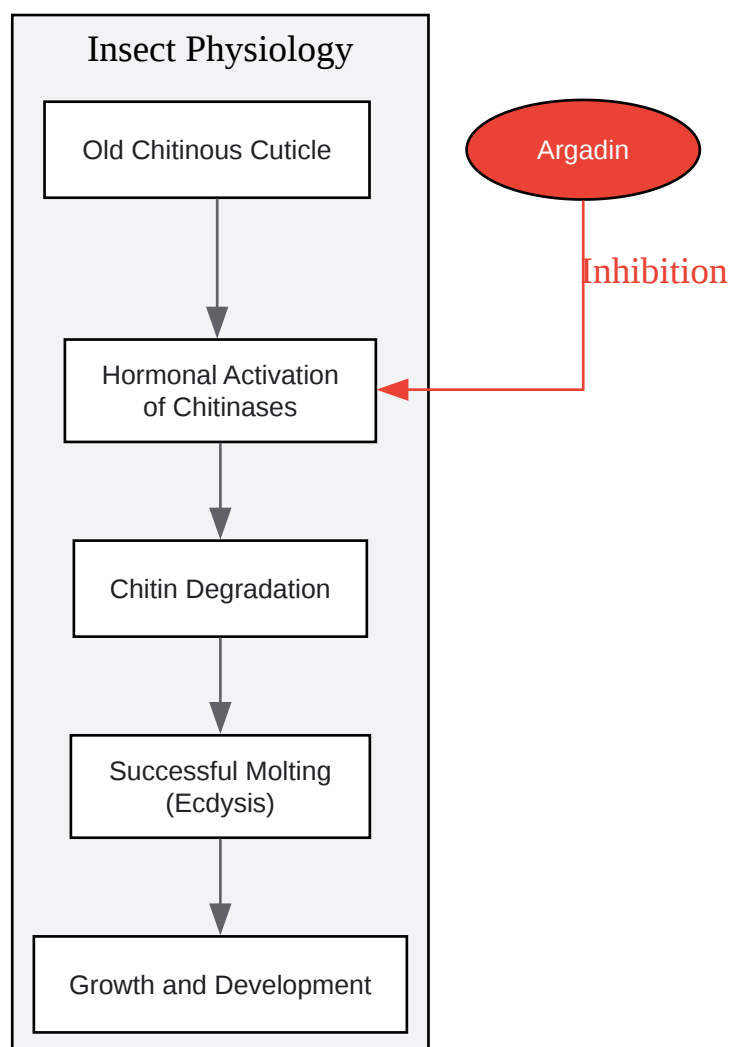 Insect Physiology
Old Chitinous Cuticle
Argadin
Inhibition
Hormonal Activation
of Chitinases
Chitin Degradation
Successful Molting
(Ecdysis)
Growth and Development